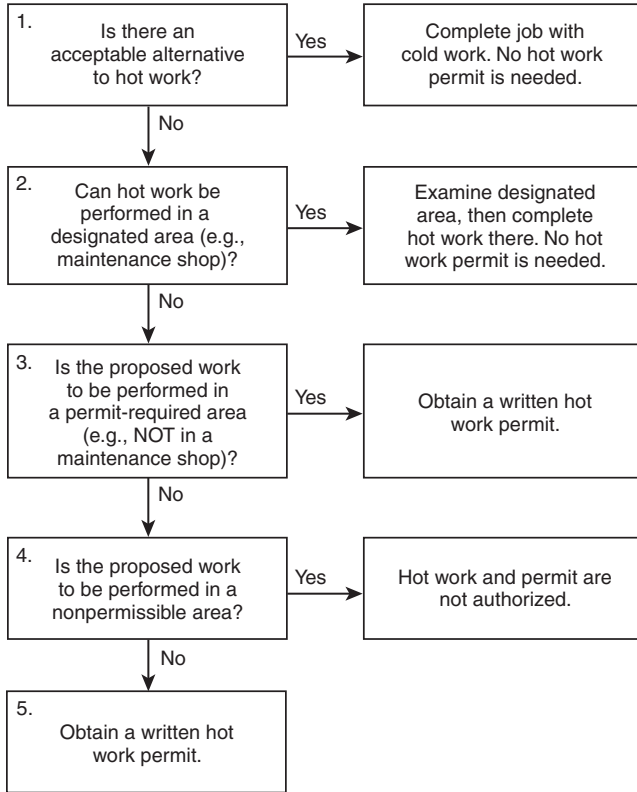 1.
Is there an
acceptable alternative
to hot work?
Yes
Complete job with
cold work. No hot work
permit is needed.
No
2.
Can hot work be
performed in a
designated area (e.g.,
maintenance shop)?
Yes
Examine designated
area, then complete
hot work there. No hot
work permit is needed.
No
3.
Is the proposed work
to be performed in
a permit-required area
(e.g., NOT in a
maintenance shop)?
Yes
Obtain a written hot
work permit.
No
4.
Is the proposed work
to be performed in a
nonpermissible area?
Yes
Hot work and permit are
not authorized.
No
5.
Obtain a written hot
work permit.